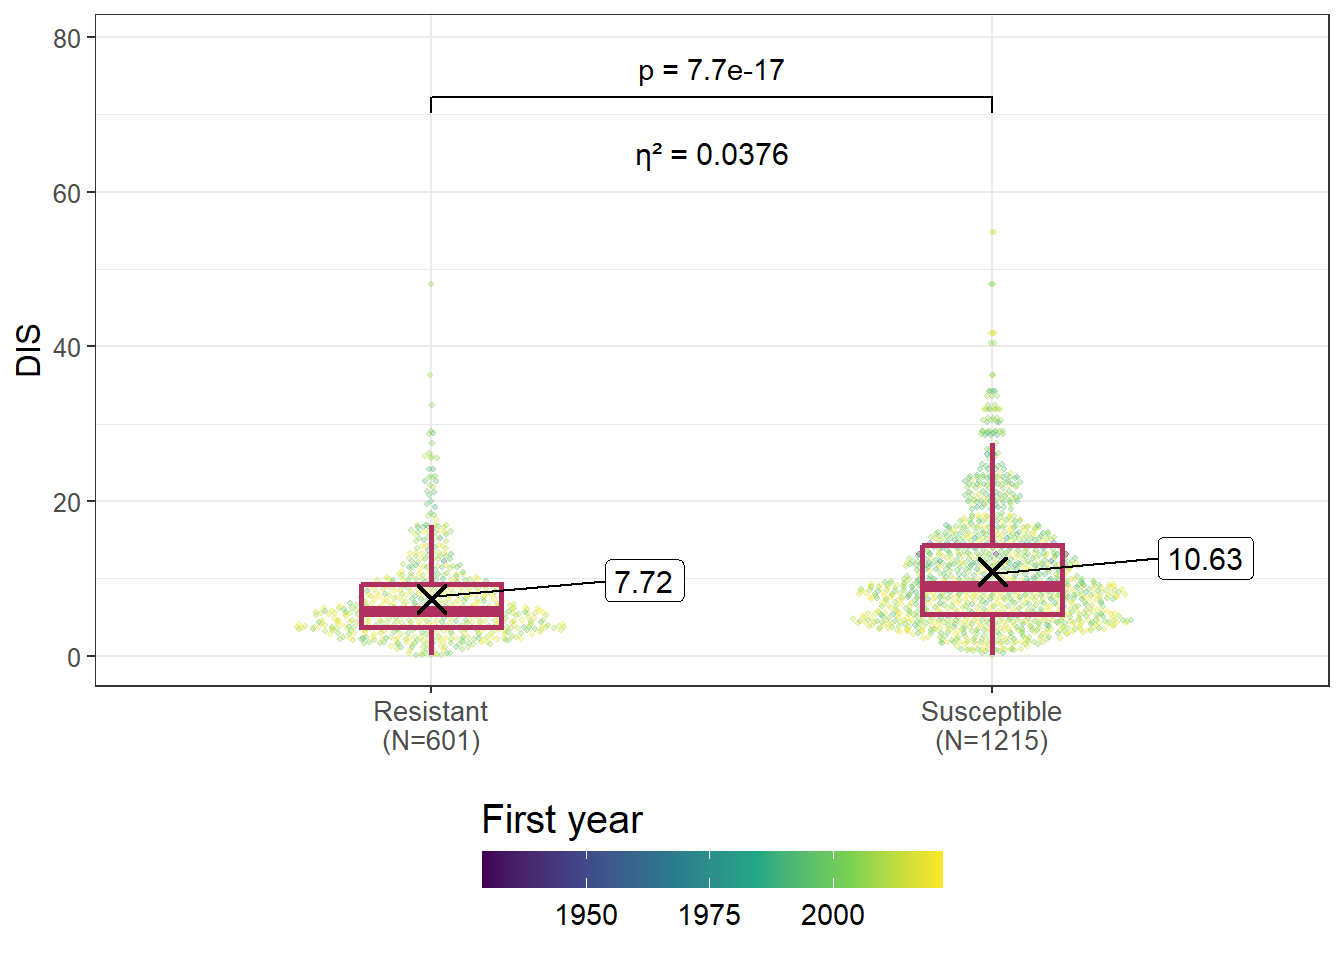 80
p = 7.7e-17
η² = 0.0376
60
DIS
40
20
10.63
7.72
0
Resistant
(N=601)
Susceptible
(N=1215)
First year
1950
1975
2000